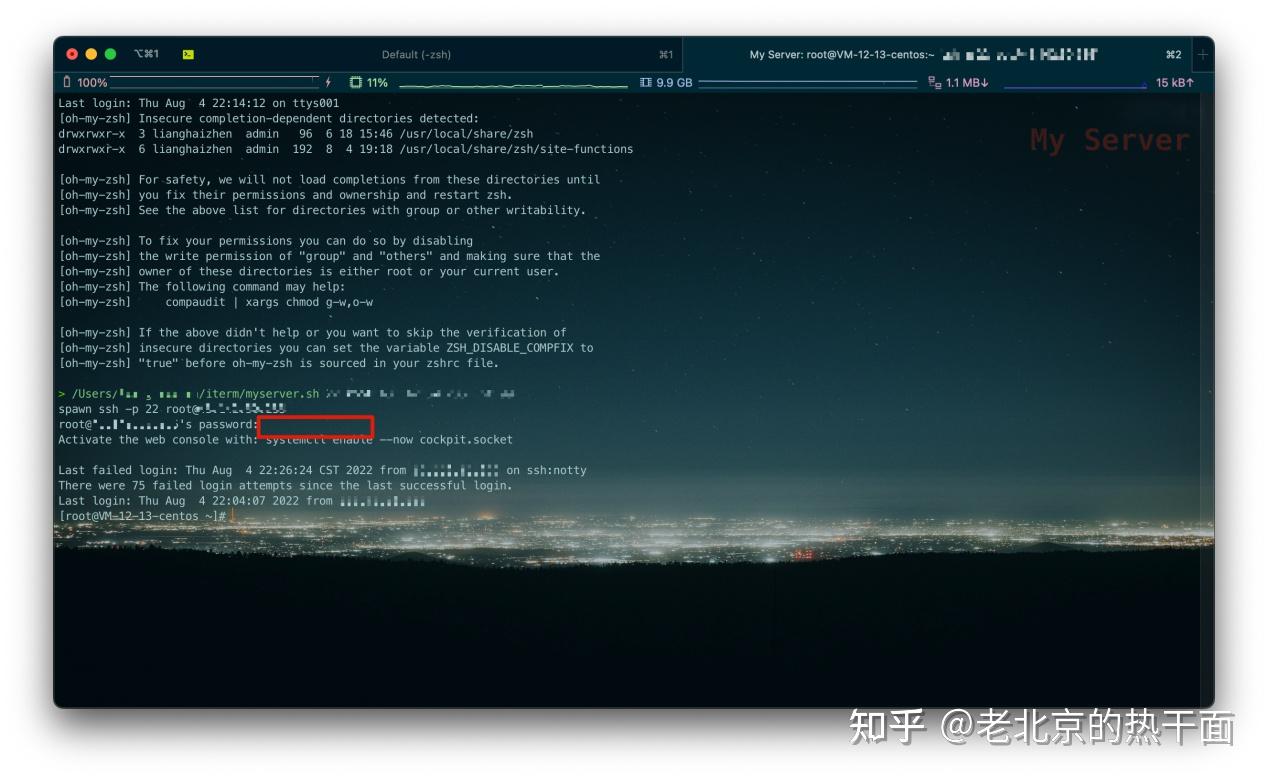 ⌥⌘1 Default (-zsh) ⌘1 My Server: root@VM-12-13-centos:~ ⌘2
100% 11% 9.9 GB 1.1 MB↓ 15 kB↑
Last login: Thu Aug  4 22:14:12 on ttys001
[oh-my-zsh] Insecure completion-dependent directories detected:
drwxrwxr-x  3 lianghaizhen  admin   96  6 18 15:46 /usr/local/share/zsh
drwxrwxr-x  6 lianghaizhen  admin  192  8  4 19:18 /usr/local/share/zsh/site-functions
My Server
[oh-my-zsh] For safety, we will not load completions from these directories until
[oh-my-zsh] you fix their permissions and ownership and restart zsh.
[oh-my-zsh] See the above list for directories with group or other writability.
[oh-my-zsh] To fix your permissions you can do so by disabling
[oh-my-zsh] the write permission of "group" and "others" and making sure that the
[oh-my-zsh] owner of these directories is either root or your current user.
[oh-my-zsh] The following command may help:
[oh-my-zsh]     compaudit | xargs chmod g-w,o-w
[oh-my-zsh] If the above didn't help or you want to skip the verification of
[oh-my-zsh] insecure directories you can set the variable ZSH_DISABLE_COMPFIX to
[oh-my-zsh] "true" before oh-my-zsh is sourced in your zshrc file.
> /Users/ /iterm/myserver.sh
spawn ssh -p 22 root@
root@ 's password:
Activate the web console with: systemctl enable --now cockpit.socket
Last failed login: Thu Aug  4 22:26:24 CST 2022 from on ssh:notty
There were 75 failed login attempts since the last successful login.
Last login: Thu Aug  4 22:04:07 2022 from
[root@VM-12-13-centos ~]#
知乎 @老北京的热干面